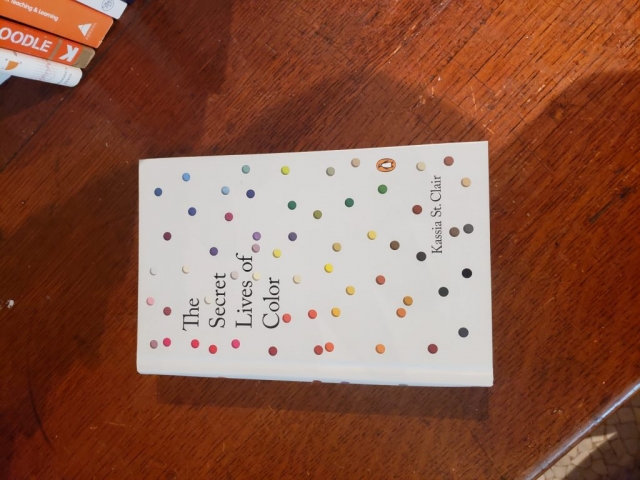 The
Secret
Lives of
Color
Kassia St. Clair
Teaching & Learning
OODLE
K